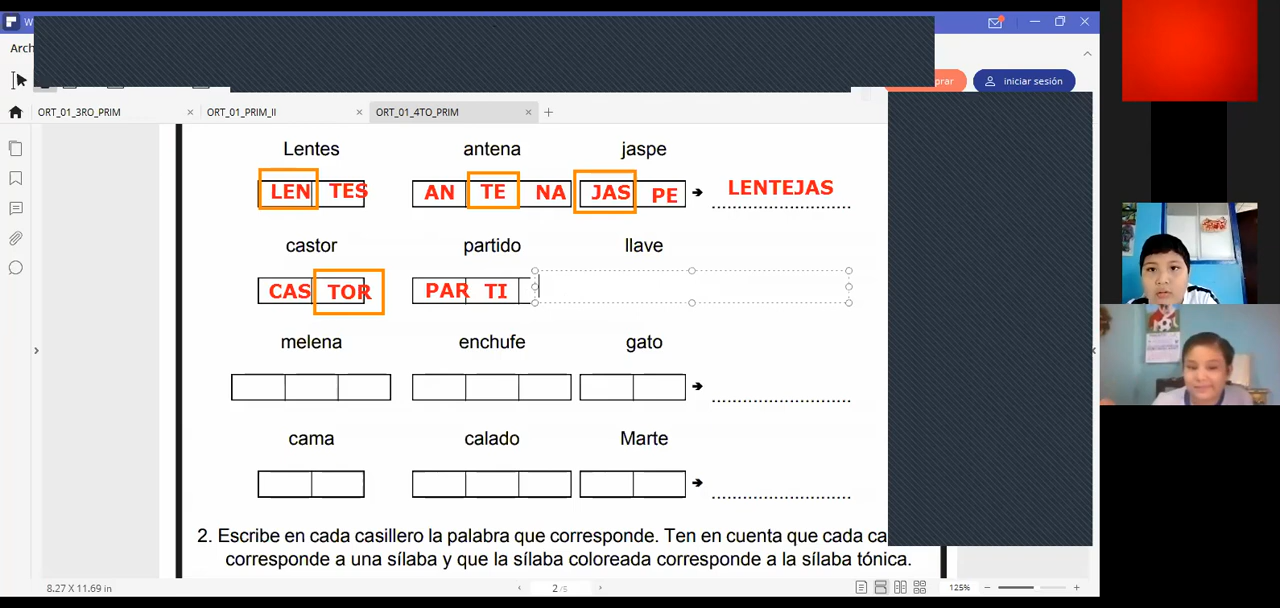 W
Arch
prar
iniciar sesión
ORT_01_3RO_PRIM × ORT_01_PRIM_II × ORT_01_4TO_PRIM × +
Lentes antena jaspe
LEN TES AN TE NA JAS PE → LENTEJAS
castor partido llave
CAS TOR PAR TI
melena enchufe gato
cama calado Marte
2. Escribe en cada casillero la palabra que corresponde. Ten en cuenta que cada ca
corresponde a una sílaba y que la sílaba coloreada corresponde a la sílaba tónica.
8.27 X 11.69 in 2/5 125%